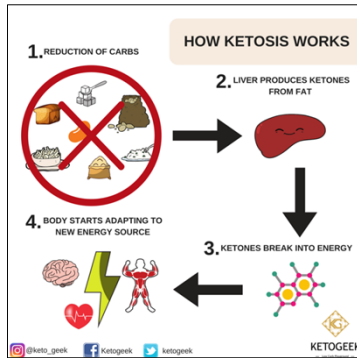 HOW KETOSIS WORKS
1. REDUCTION OF CARBS
2. LIVER PRODUCES KETONES
FROM FAT
4. BODY STARTS ADAPTING TO
NEW ENERGY SOURCE
3. KETONES BREAK INTO ENERGY
@keto_geek
Ketogeek
ketogeek
KG
KETOGEEK